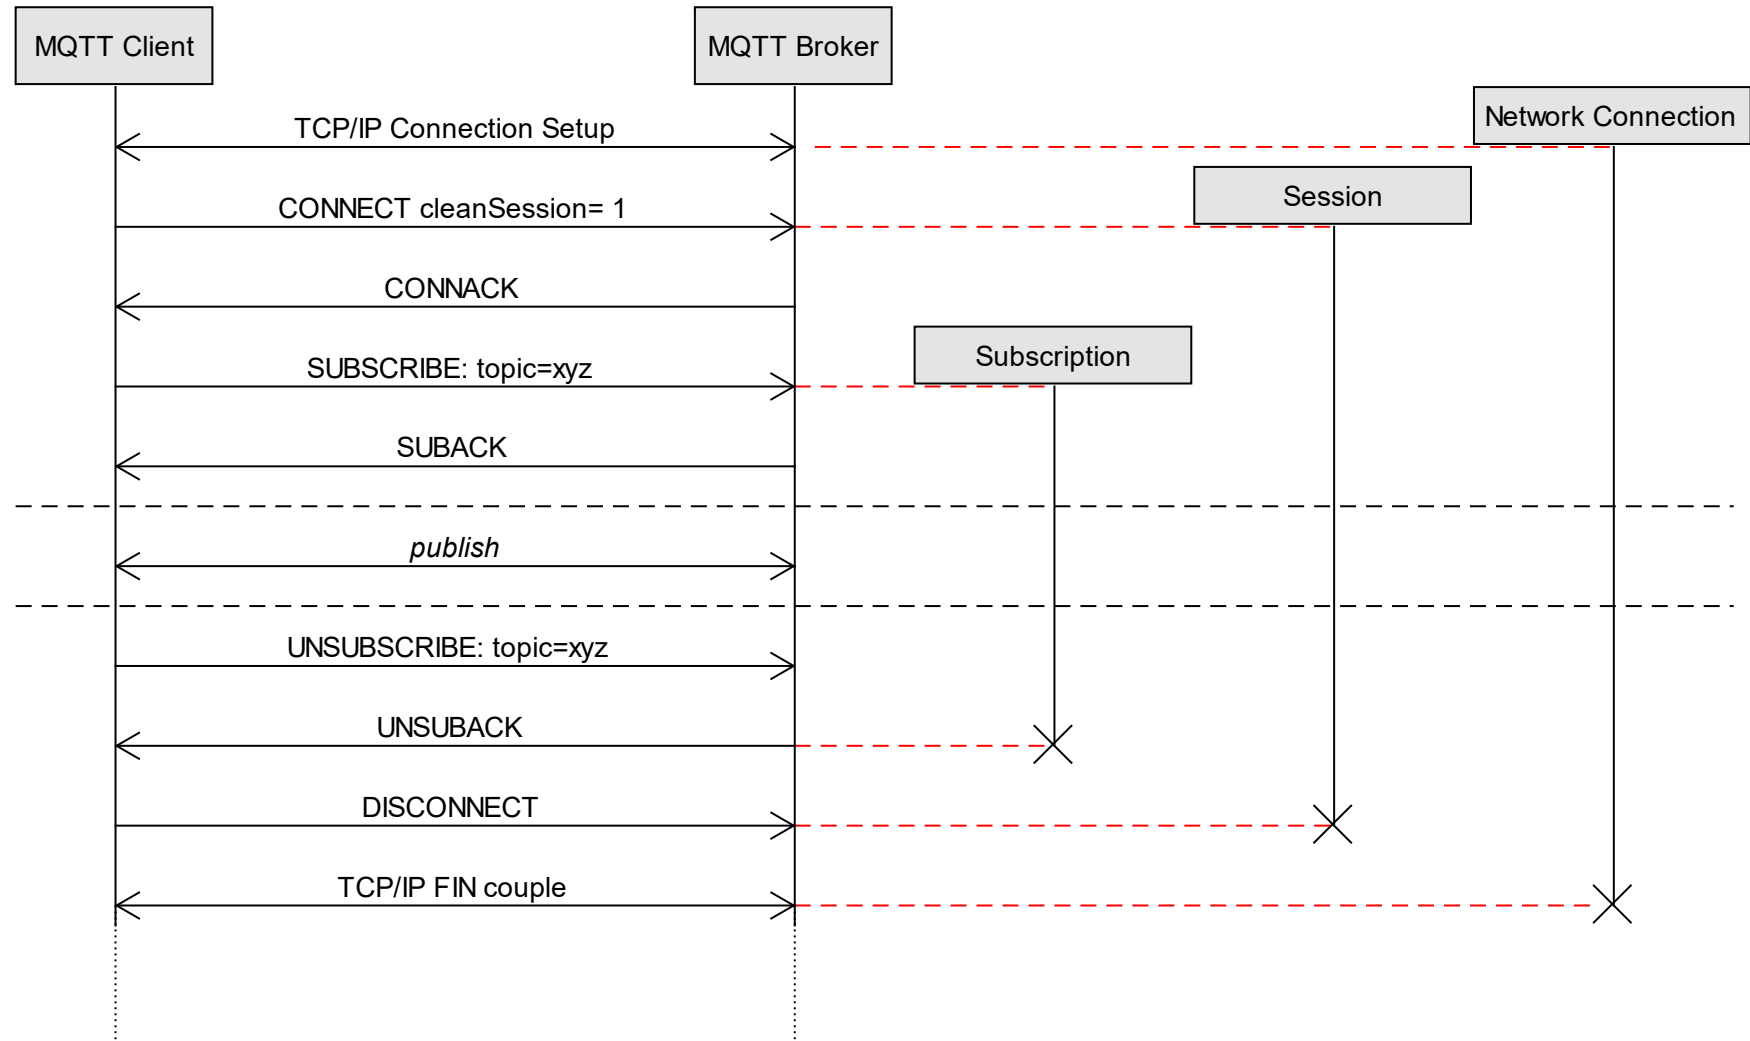 MQTT Client
MQTT Broker
Network Connection
TCP/IP Connection Setup
Session
CONNECT cleanSession= 1
CONNACK
Subscription
SUBSCRIBE: topic=xyz
SUBACK
publish
UNSUBSCRIBE: topic=xyz
UNSUBACK
DISCONNECT
TCP/IP FIN couple